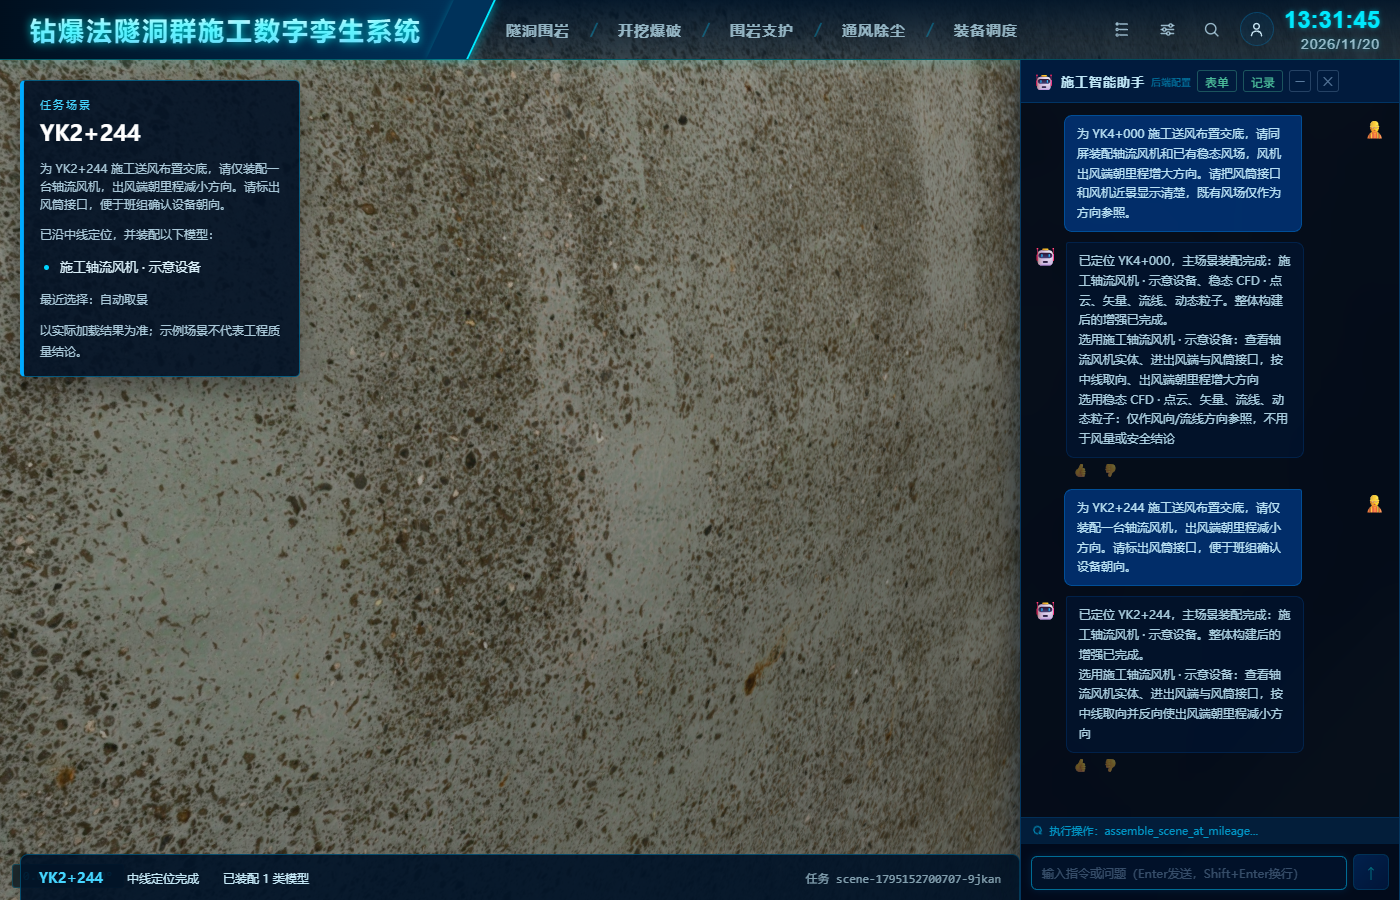 钻爆法隧洞群施工数字孪生系统
隧洞围岩 / 开挖爆破 / 围岩支护 / 通风除尘 / 装备调度
13:31:45
2026/11/20
任务场景
YK2+244
为 YK2+244 施工送风布置交底，请仅装配一
台轴流风机，出风端朝里程减小方向。请标出
风筒接口，便于班组确认设备朝向。
已沿中线定位，并装配以下模型：
施工轴流风机 · 示意设备
最近选择：自动取景
以实际加载结果为准；示例场景不代表工程质
量结论。
施工智能助手 后端配置 表单 记录
为 YK4+000 施工送风布置交底，请同
屏装配轴流风机和已有稳态风场，风机
出风端朝里程增大方向。请把风筒接口
和风机近景显示清楚，既有风场仅作为
方向参照。
已定位 YK4+000，主场景装配完成：施
工轴流风机 · 示意设备、稳态 CFD · 点
云、矢量、流线、动态粒子。整体构建
后的增强已完成。
选用施工轴流风机 · 示意设备：查看轴
流风机实体、进出风端与风筒接口，按
中线取向、出风端朝里程增大方向
选用稳态 CFD · 点云、矢量、流线、动
态粒子：仅作风向/流线方向参照，不用
于风量或安全结论
为 YK2+244 施工送风布置交底，请仅
装配一台轴流风机，出风端朝里程减小
方向。请标出风筒接口，便于班组确认
设备朝向。
已定位 YK2+244，主场景装配完成：施
工轴流风机 · 示意设备。整体构建后的
增强已完成。
选用施工轴流风机 · 示意设备：查看轴
流风机实体、进出风端与风筒接口，按
中线取向并反向使出风端朝里程减小方
向
执行操作：assemble_scene_at_mileage...
输入指令或问题（Enter发送，Shift+Enter换行）
YK2+244 中线定位完成 已装配 1 类模型 任务 scene-1795152700707-9jkan